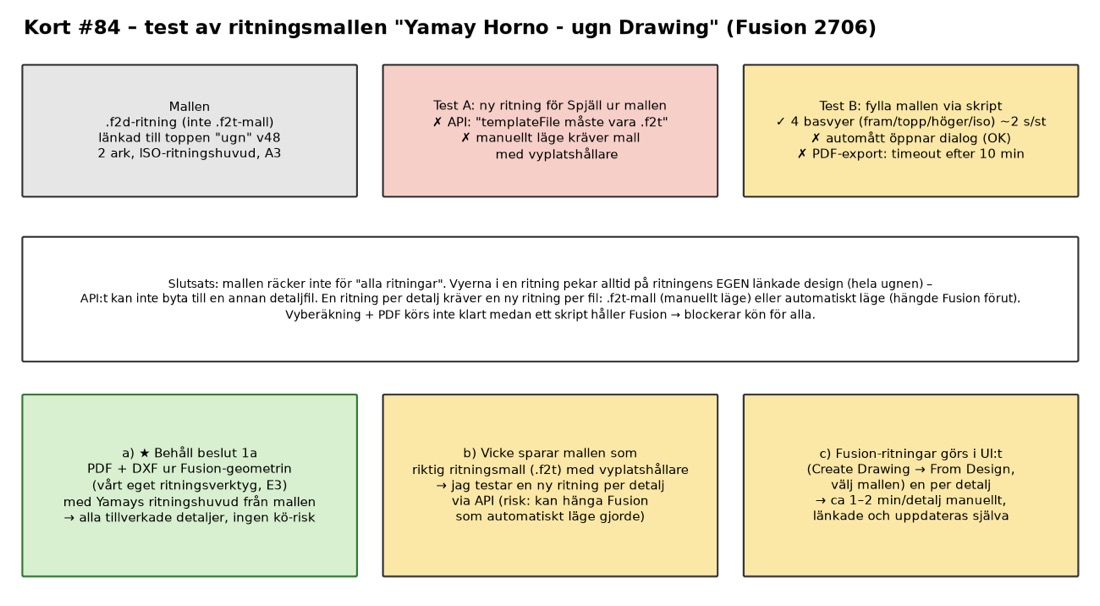 Kort #84 – test av ritningsmallen "Yamay Horno - ugn Drawing" (Fusion 2706)
Mallen
.f2d-ritning (inte .f2t-mall)
länkad till toppen "ugn" v48
2 ark, ISO-ritningshuvud, A3
Test A: ny ritning för Spjäll ur mallen
✗ API: "templateFile måste vara .f2t"
✗ manuellt läge kräver mall
med vyplatshållare
Test B: fylla mallen via skript
✓ 4 basvyer (fram/topp/höger/iso) ~2 s/st
✗ automått öppnar dialog (OK)
✗ PDF-export: timeout efter 10 min
Slutsats: mallen räcker inte för "alla ritningar". Vyerna i en ritning pekar alltid på ritningens EGEN länkade design (hela ugnen) –
API:t kan inte byta till en annan detaljfil. En ritning per detalj kräver en ny ritning per fil: .f2t-mall (manuellt läge) eller automatiskt läge (hängde Fusion förut).
Vyberäkning + PDF körs inte klart medan ett skript håller Fusion → blockerar kön för alla.
a) ★ Behåll beslut 1a
PDF + DXF ur Fusion-geometrin
(vårt eget ritningsverktyg, E3)
med Yamays ritningshuvud från mallen
→ alla tillverkade detaljer, ingen kö-risk
b) Vicke sparar mallen som
riktig ritningsmall (.f2t) med vyplatshållare
→ jag testar en ny ritning per detalj
via API (risk: kan hänga Fusion
som automatiskt läge gjorde)
c) Fusion-ritningar görs i UI:t
(Create Drawing → From Design,
välj mallen) en per detalj
→ ca 1–2 min/detalj manuellt,
länkade och uppdateras själva